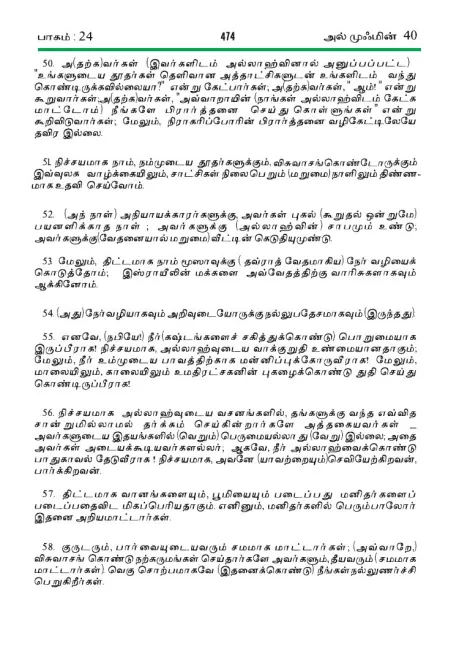 பாகம் : 24 474 அல் முஃமின் 40
50. அ(தற்க)வர்கள் (இவர்களிடம் அல்லாஹ்வினால் அனுப்பப்பட்ட)
"உங்களுடைய தூதர்கள் தெளிவான அத்தாட்சிகளுடன் உங்களிடம் வந்து
கொண்டிருக்கவில்லையா?" என்று கேட்பார்கள்; அ(தற்க)வர்கள், "ஆம்!" என்று
கூறுவார்கள்;அ(தற்க)வர்கள், "அவ்வாறாயின் (நாங்கள் அல்லாஹ்விடம் கேட்க
மாட்டோம்) நீங்களே பிரார்த்தனை செய்து கொள்ளுங்கள்" என்று
கூறிவிடுவார்கள்; மேலும், நிராகரிப்போரின் பிரார்த்தனை வழிகேட்டிலேயே
தவிர இல்லை.
51. நிச்சயமாக நாம், நம்முடைய தூதர்களுக்கும், விசுவாசங்கொண்டோருக்கும்
இவ்வுலக வாழ்க்கையிலும், சாட்சிகள் நிலைபெறும் (மறுமை)நாளிலும் திண்ண-
மாக உதவி செய்வோம்.
52. (அந் நாள்) அநியாயக்காரர்களுக்கு, அவர்கள் புகல் (கூறுதல் ஒன்றுமே)
பயனளிக்காத நாள் ; அவர்களுக்கு (அல்லாஹ்வின்) சாபமும் உண்டு;
அவர்களுக்கு(வேதனையால் மறுமை)வீட்டின் கெடுதியுமுண்டு.
53. மேலும், திட்டமாக நாம் மூஸாவுக்கு ( தவ்ராத் வேதமாகிய) நேர் வழியைக்
கொடுத்தோம்; இஸ்ராயீலின் மக்களை அவ்வேதத்திற்கு வாரிசுகளாகவும்
ஆக்கினோம்.
54. (அது)நேர்வழியாகவும் அறிவுடையோருக்குநல்லுபதேசமாகவும்(இருந்தது).
55. எனவே, (நபியே!) நீர்(கஷ்டங்களைச் சகித்துக்கொண்டு) பொறுமையாக
இருப்பீராக! நிச்சயமாக, அல்லாஹ்வுடைய வாக்குறுதி உண்மையானதாகும்;
மேலும், நீர் உம்முடைய பாவத்திற்காக மன்னிப்புக்கோருவீராக! மேலும்,
மாலையிலும், காலையிலும் உமதிரட்சகனின் புகழைக்கொண்டு துதி செய்து
கொண்டிருப்பீராக!
56. நிச்சயமாக அல்லாஹ்வுடைய வசனங்களில், தங்களுக்கு வந்த எவ்வித
சான்றுமில்லாமல் தர்க்கம் செய்கின்றார்களே அத்தகையவர்கள் _
அவர்களுடைய இதயங்களில் (வெறும்) பெருமையல்லாது (வேறு) இல்லை; அதை
அவர்கள் அடையக்கூடியவர்களல்லர்; ஆகவே, நீர் அல்லாஹ்வைக்கொண்டு
பாதுகாவல் தேடுவீராக ! நிச்சயமாக, அவனே (யாவற்றையும்)செவியேற்கிறவன்,
பார்க்கிறவன்.
57. திட்டமாக வானங்களையும், பூமியையும் படைப்பது மனிதர்களைப்
படைப்பதைவிட மிகப்பெரியதாகும். எனினும், மனிதர்களில் பெரும்பாலோர்
இதனை அறியமாட்டார்கள்.
58. குருடரும், பார்வையுடையவரும் சமமாக மாட்டார்கள் ; (அவ்வாறே,)
விசுவாசங் கொண்டு நற்கருமங்கள் செய்தார்களே அவர்களும், தீயவரும் (சமமாக
மாட்டார்கள்). வெகு சொற்பமாகவே (இதனைக்கொண்டு) நீங்கள்நல்லுணர்ச்சி
பெறுகிறீர்கள்.